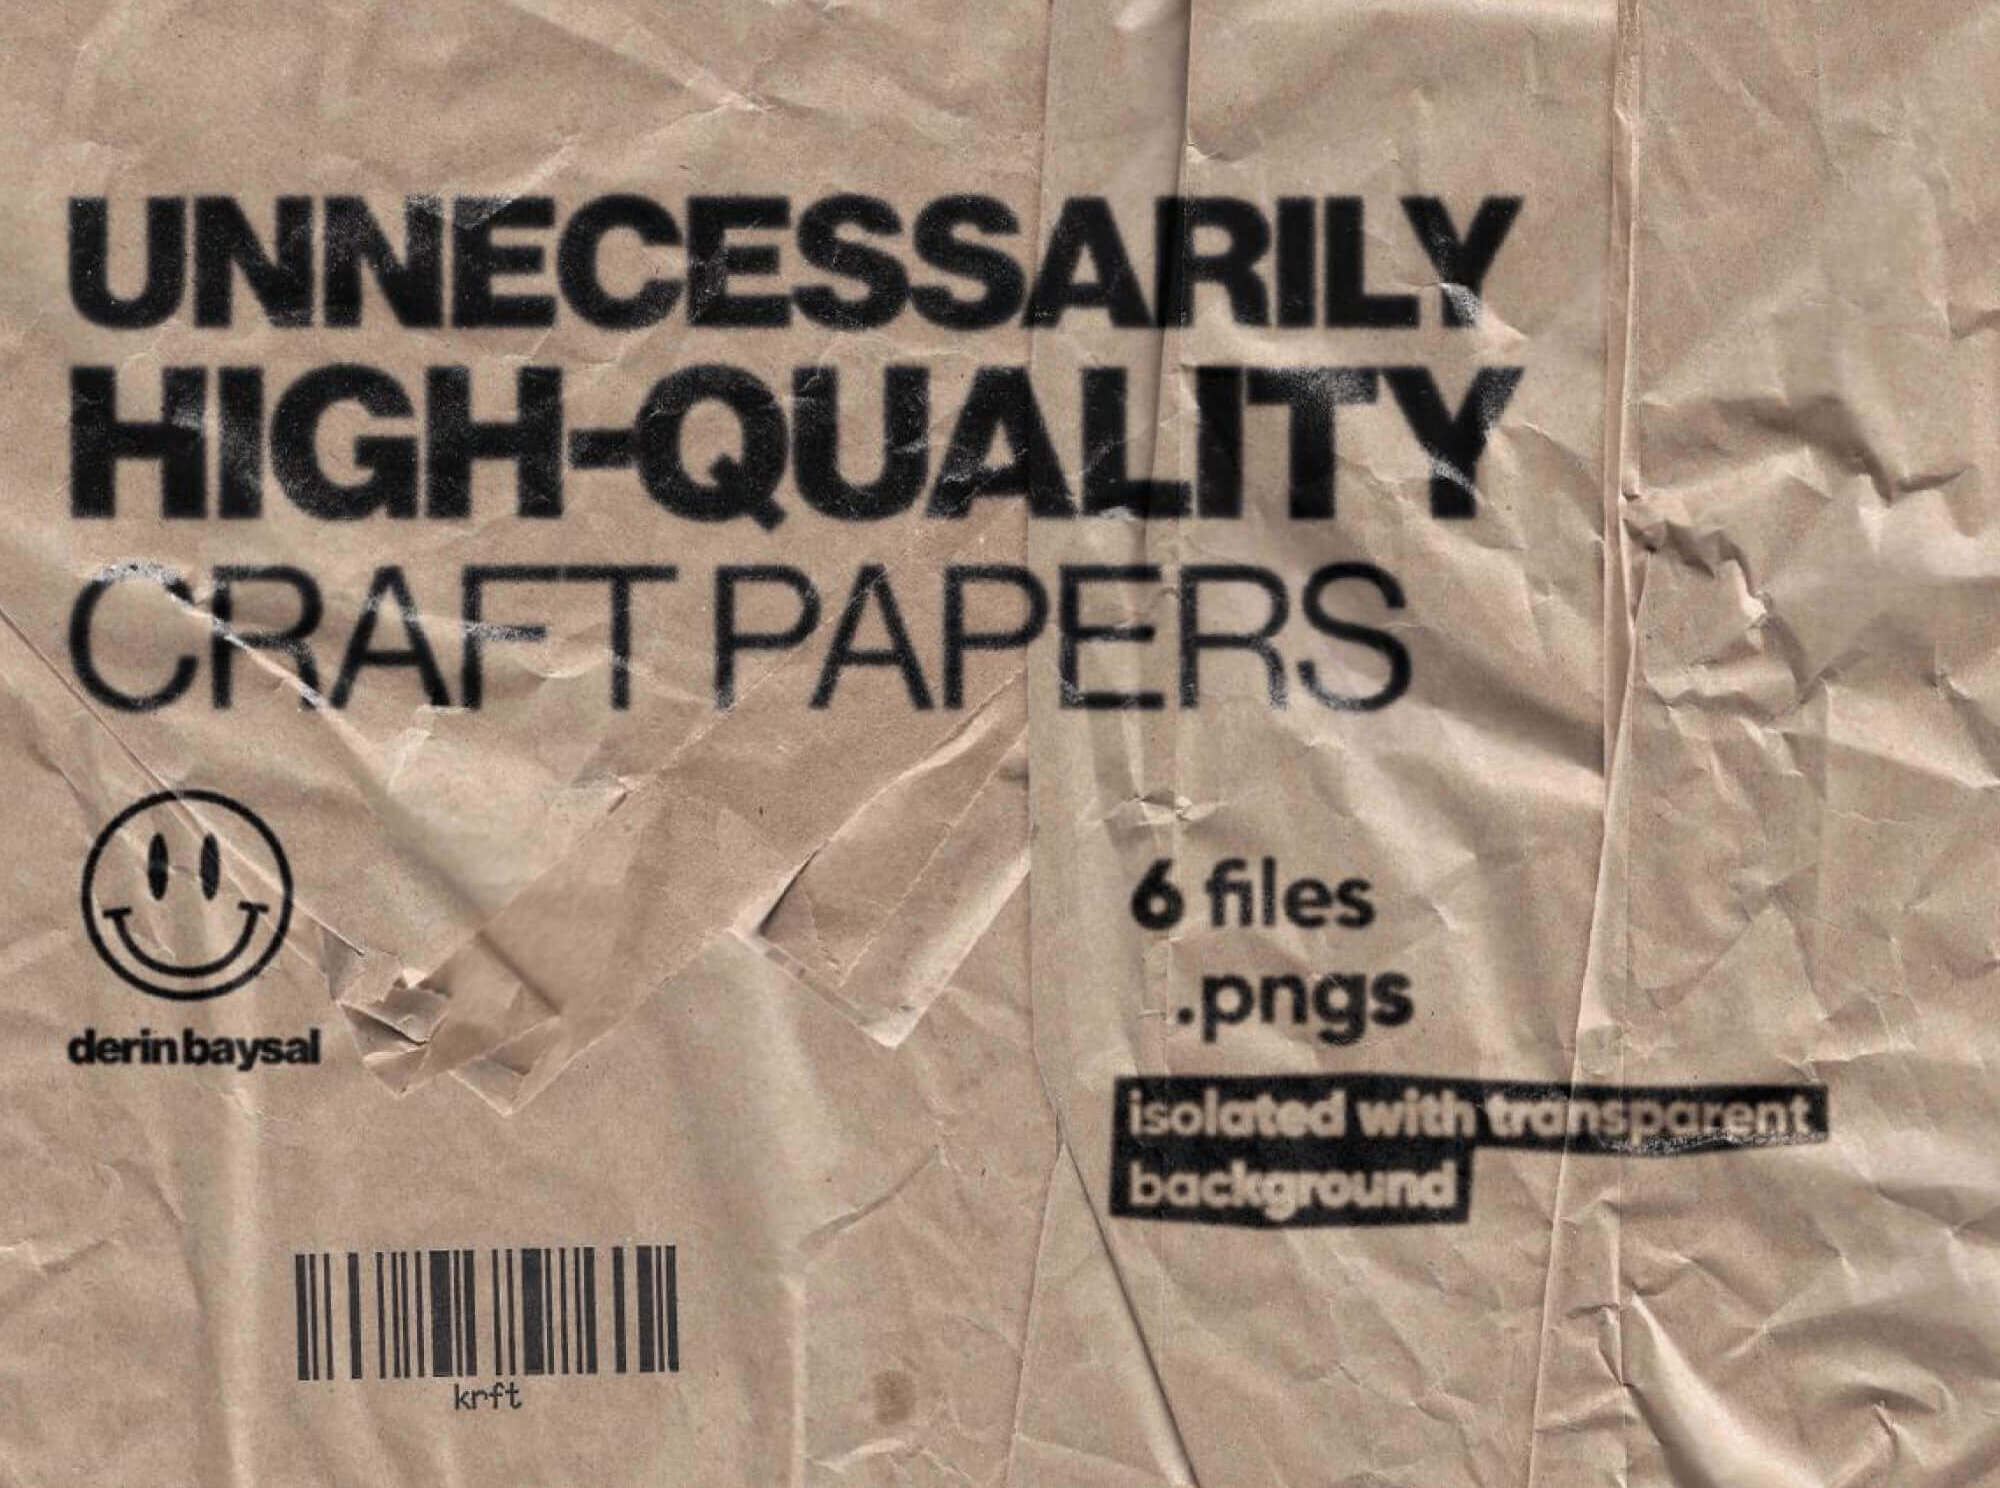 UNNECESSARILY
HIGH-QUALITY
CRAFT PAPERS
derin baysal
6 files
.pngs
isolated with transparent
background
krft